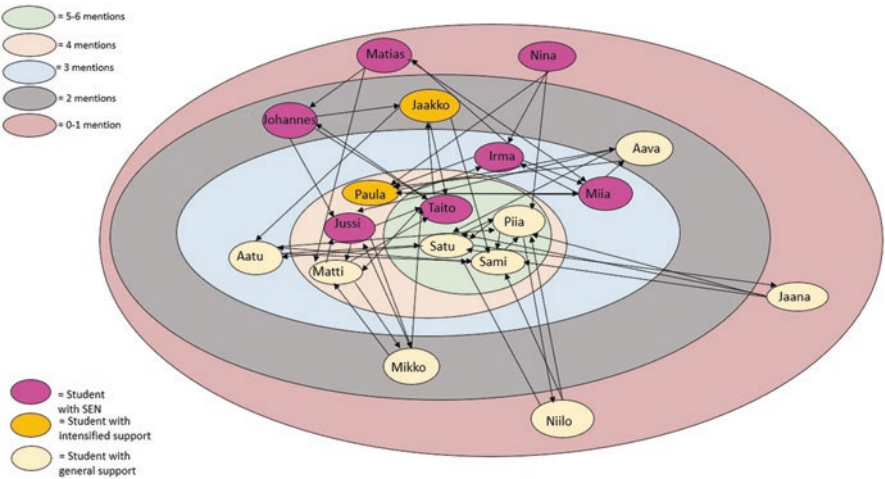 = 5-6 mentions
= 4 mentions
= 3 mentions
= 2 mentions
= 0-1 mention
Matias
Nina
Johannes
Jaakko
Irma
Aava
Paula
Miia
Taito
Jussi
Piia
Satu
Aatu
Matti
Sami
Jaana
Mikko
Niilo
= Student
with SEN
= Student with
intensified support
= Student with
general support